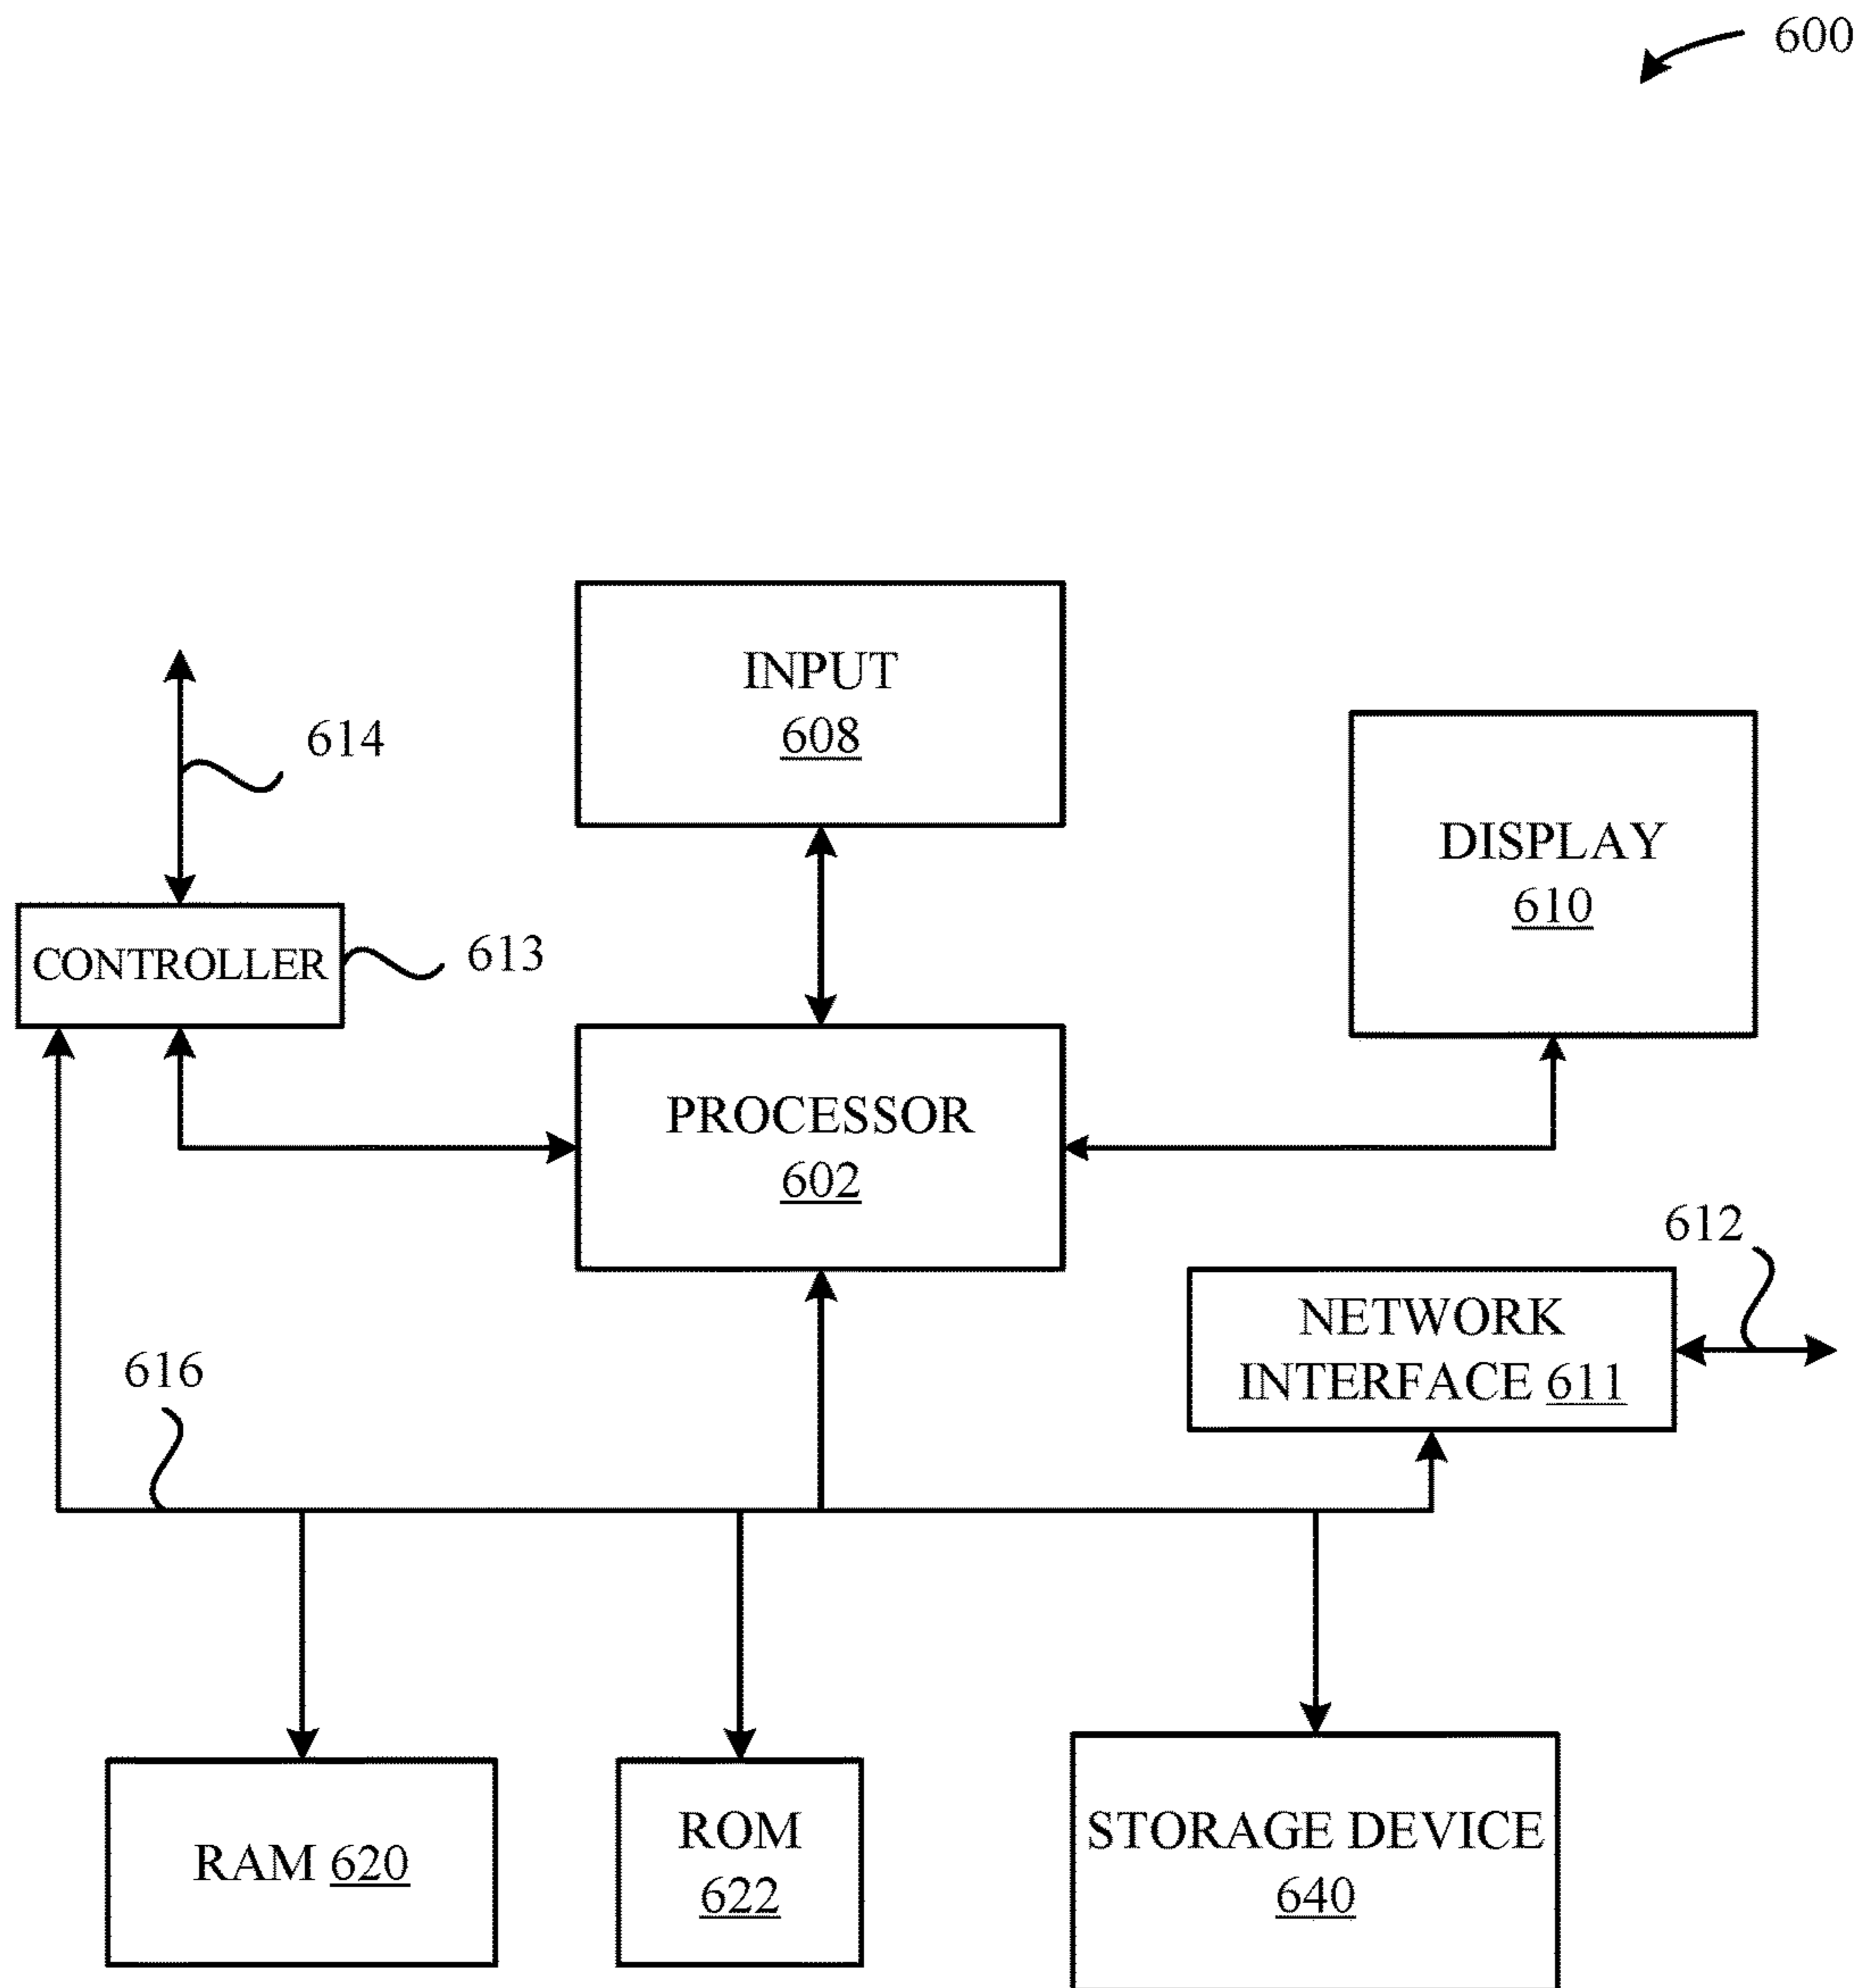 600
INPUT
608
614
DISPLAY
610
CONTROLLER
613
PROCESSOR
602
612
NETWORK
INTERFACE 611
616
RAM 620
ROM
622
STORAGE DEVICE
640